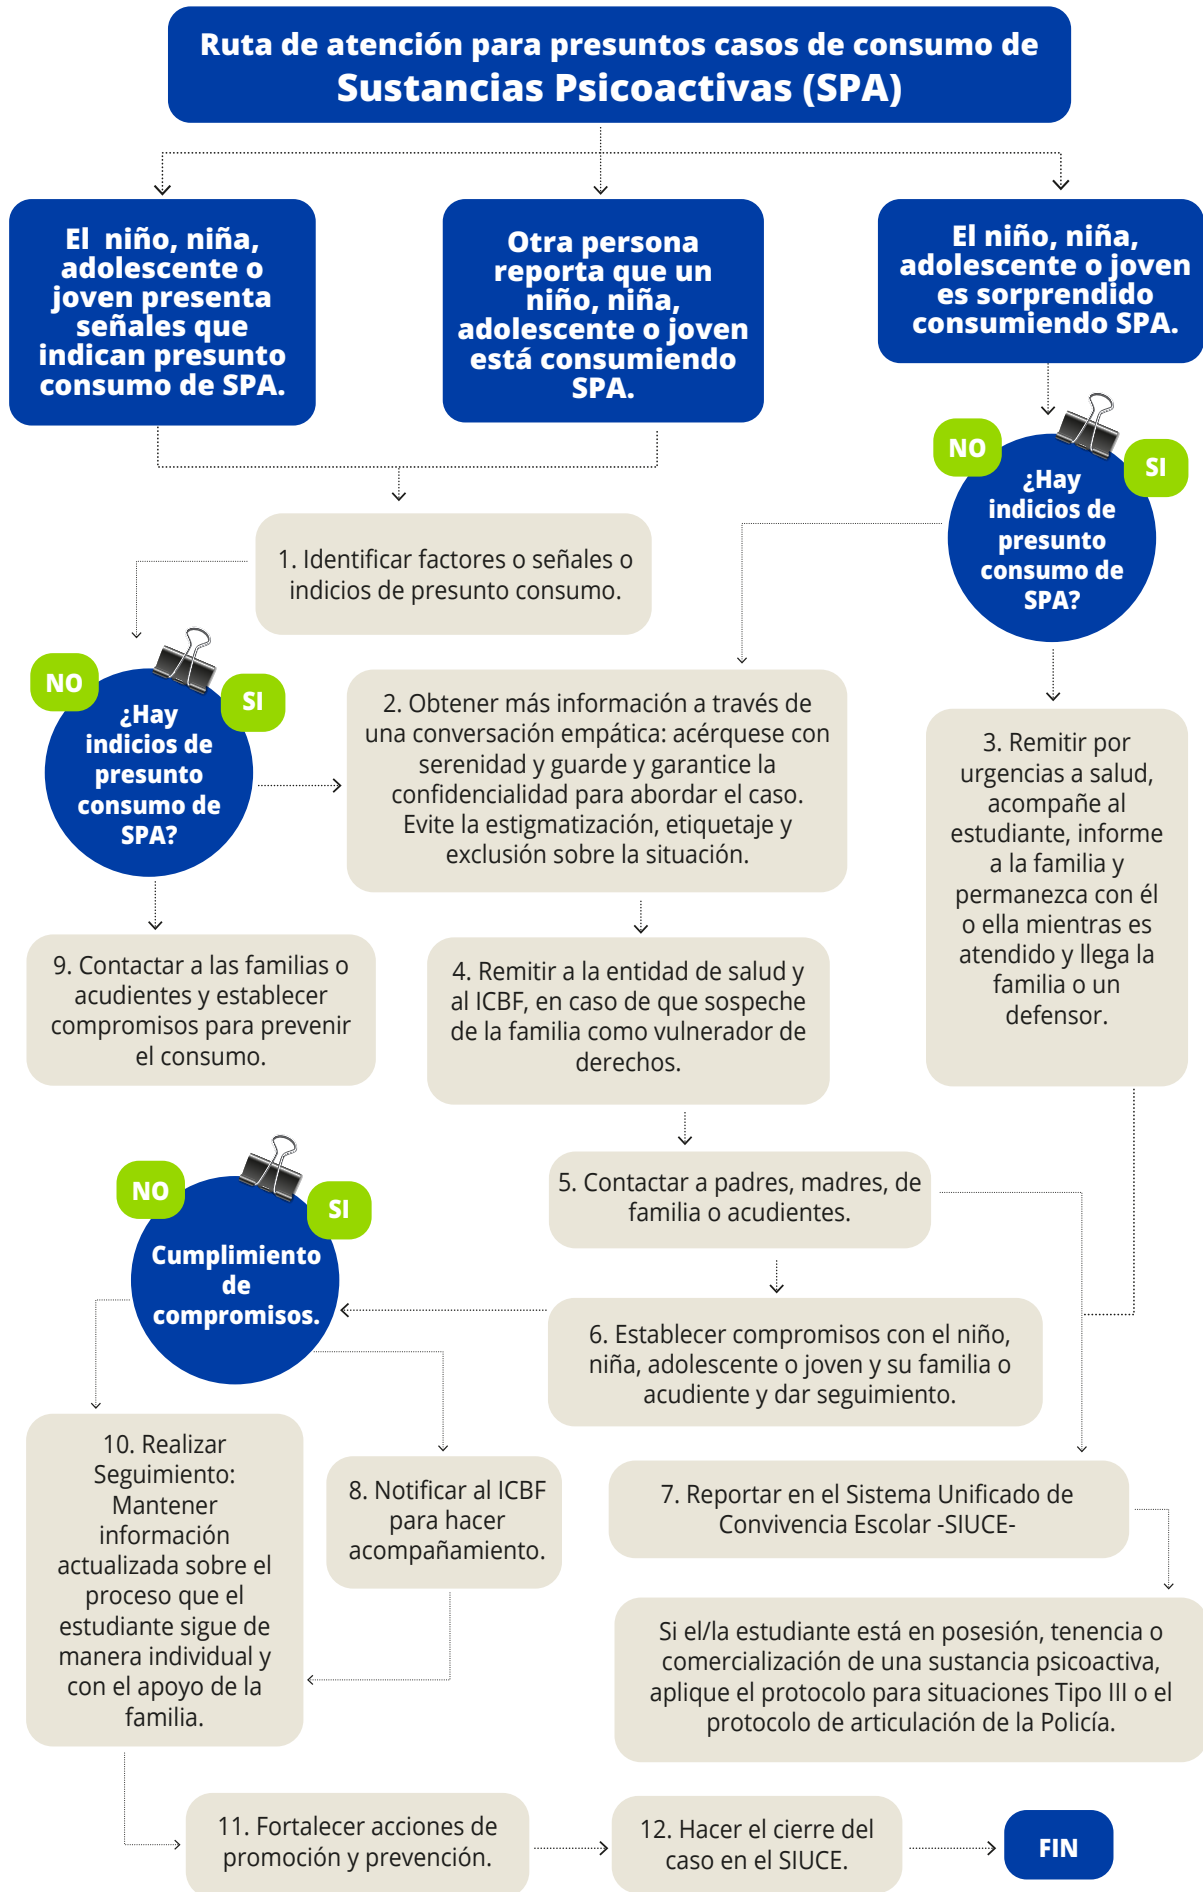 Ruta de atención para presuntos casos de consumo de
Sustancias Psicoactivas (SPA)
El niño, niña,
adolescente o
joven presenta
señales que
indican presunto
consumo de SPA.
Otra persona
reporta que un
niño, niña,
adolescente o joven
está consumiendo
SPA.
El niño, niña,
adolescente o joven
es sorprendido
consumiendo SPA.
NO
SI
¿Hay
indicios de
presunto
consumo de
SPA?
1. Identificar factores o señales o
indicios de presunto consumo.
NO
SI
¿Hay
indicios de
presunto
consumo de
SPA?
2. Obtener más información a través de
una conversación empática: acérquese con
serenidad y guarde y garantice la
confidencialidad para abordar el caso.
Evite la estigmatización, etiquetaje y
exclusión sobre la situación.
3. Remitir por
urgencias a salud,
acompañe al
estudiante, informe
a la familia y
permanezca con él
o ella mientras es
atendido y llega la
familia o un
defensor.
9. Contactar a las familias o
acudientes y establecer
compromisos para prevenir
el consumo.
4. Remitir a la entidad de salud y
al ICBF, en caso de que sospeche
de la familia como vulnerador de
derechos.
5. Contactar a padres, madres, de
familia o acudientes.
NO
SI
Cumplimiento
de
compromisos.
6. Establecer compromisos con el niño,
niña, adolescente o joven y su familia o
acudiente y dar seguimiento.
10. Realizar
Seguimiento:
Mantener
información
actualizada sobre el
proceso que el
estudiante sigue de
manera individual y
con el apoyo de la
familia.
8. Notificar al ICBF
para hacer
acompañamiento.
7. Reportar en el Sistema Unificado de
Convivencia Escolar -SIUCE-
Si el/la estudiante está en posesión, tenencia o
comercialización de una sustancia psicoactiva,
aplique el protocolo para situaciones Tipo III o el
protocolo de articulación de la Policía.
11. Fortalecer acciones de
promoción y prevención.
12. Hacer el cierre del
caso en el SIUCE.
FIN